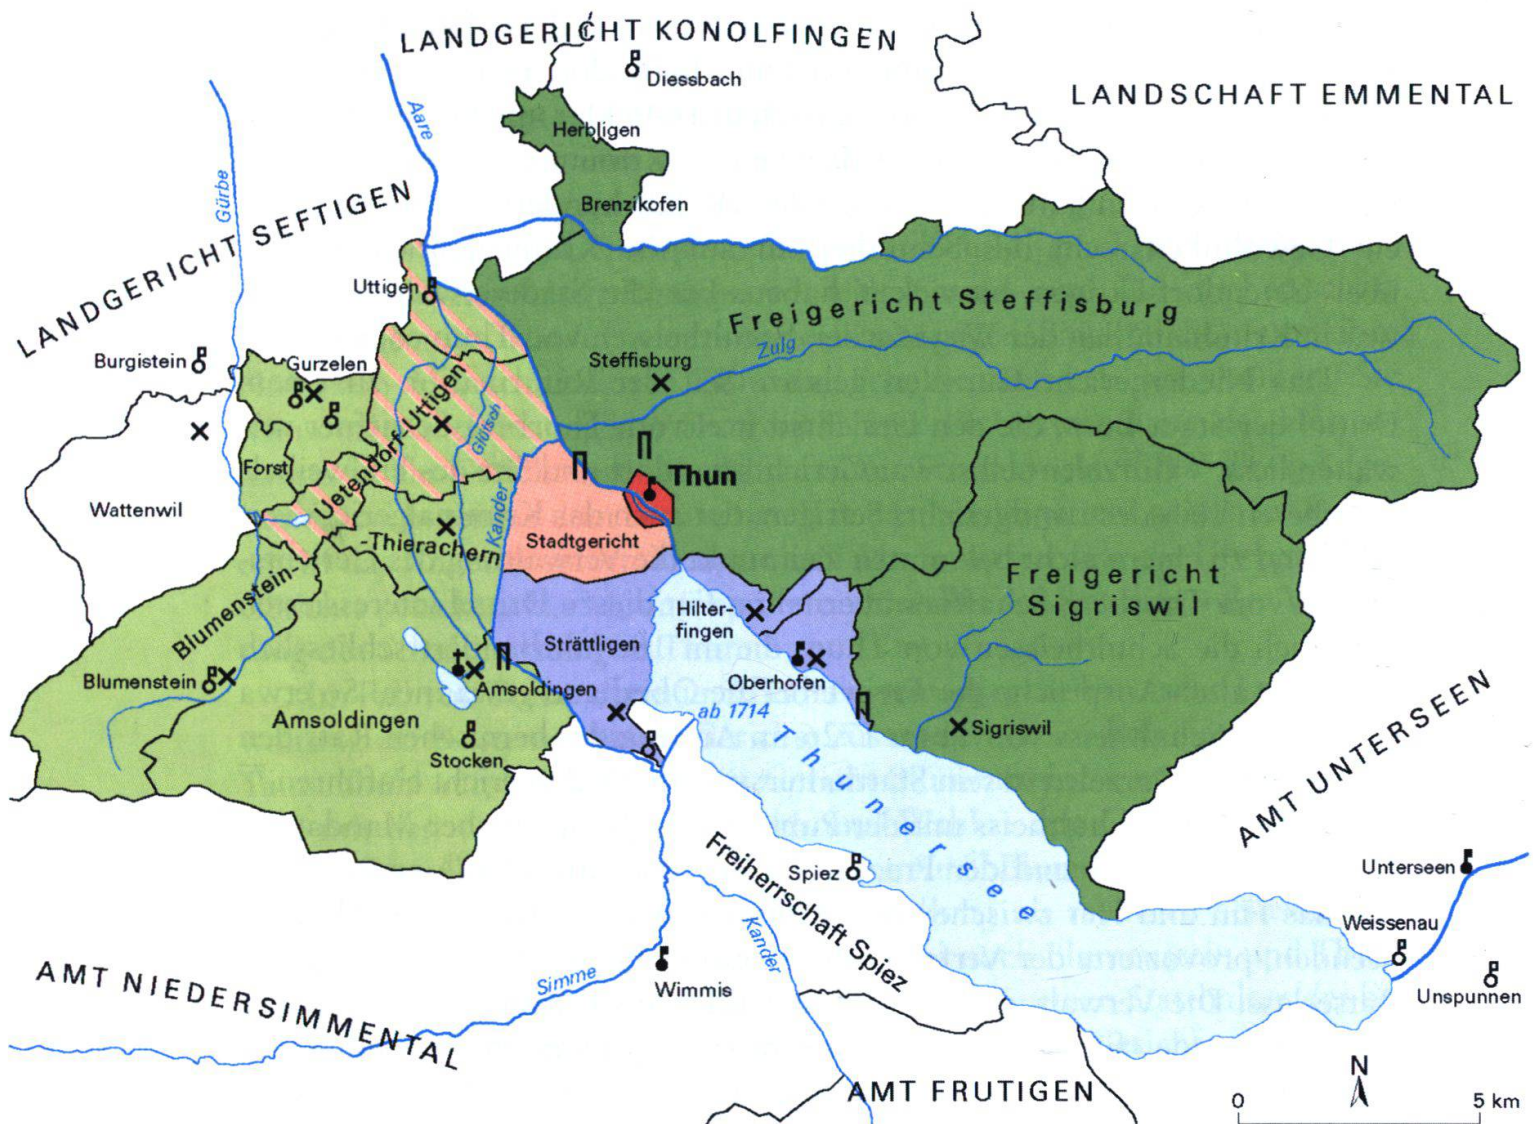 LANDGERICHT KONOLFINGEN
Diessbach
LANDSCHAFT EMMENTAL
Aare
Herbligen
Gürbe
Brenzikofen
LANDGERICHT SEFTIGEN
Uttigen
Freigericht Steffisburg
Burgistein
Gurzelen
Steffisburg
Zulg
Uetendorf-Uttigen
Glütsch
Forst
Thun
Wattenwil
Kander
Stadtgericht
-Thierachern
Blumenstein-
Freigericht
Sigriswil
Hilter-
fingen
Strättligen
Blumenstein
Amsoldingen
Oberhofen
Amsoldingen
ab 1714
Sigriswil
Stocken
Thunersee
AMT UNTERSEEN
Freiherrschaft Spiez
Spiez
Unterseen
Weissenau
Kander
Simme
Wimmis
Unspunnen
AMT NIEDERSIMMENTAL
AMT FRUTIGEN
N
0
5 km